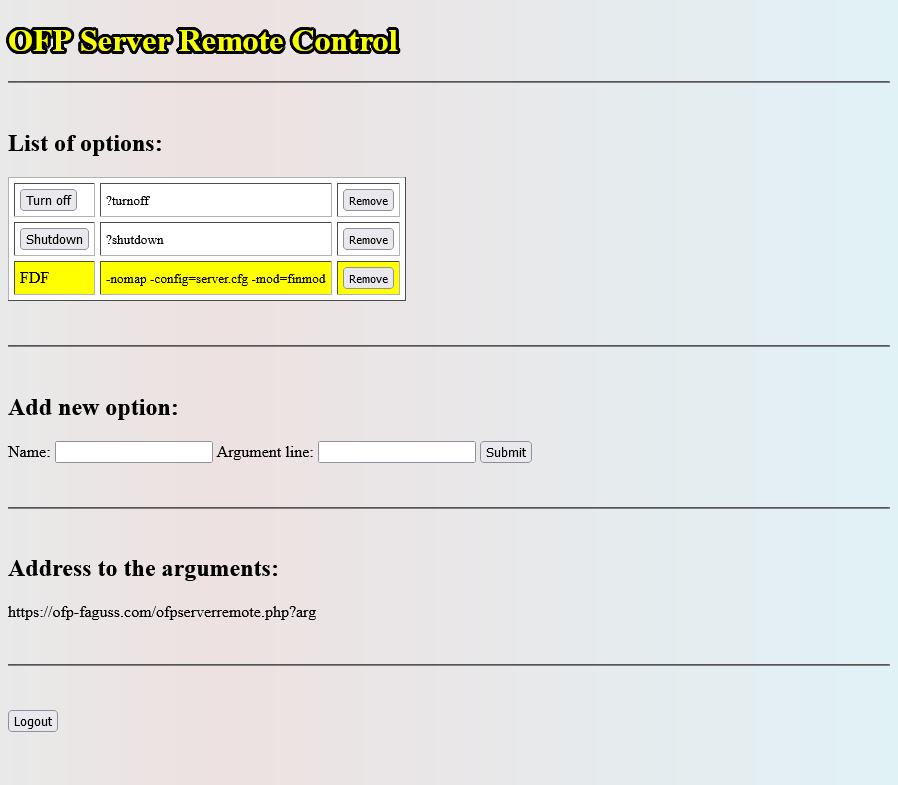 OFP Server Remote Control
List of options:
Turn off ?turnoff Remove
Shutdown ?shutdown Remove
FDF -nomap -config=server.cfg -mod=finmod Remove
Add new option:
Name: Argument line: Submit
Address to the arguments:
https://ofp-faguss.com/ofpserverremote.php?arg
Logout